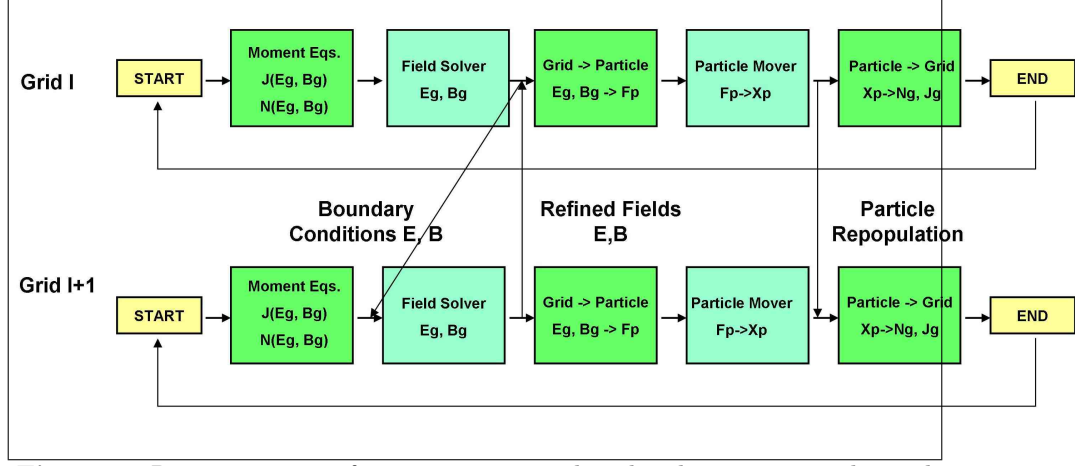 Grid l
START
Moment Eqs.
J(Eg, Bg)
N(Eg, Bg)
Field Solver
Eg, Bg
Grid -> Particle
Eg, Bg -> Fp
Particle Mover
Fp->Xp
Particle -> Grid
Xp->Ng, Jg
END
Boundary
Conditions E, B
Refined Fields
E,B
Particle
Repopulation
Grid l+1
START
Moment Eqs.
J(Eg, Bg)
N(Eg, Bg)
Field Solver
Eg, Bg
Grid -> Particle
Eg, Bg -> Fp
Particle Mover
Fp->Xp
Particle -> Grid
Xp->Ng, Jg
END